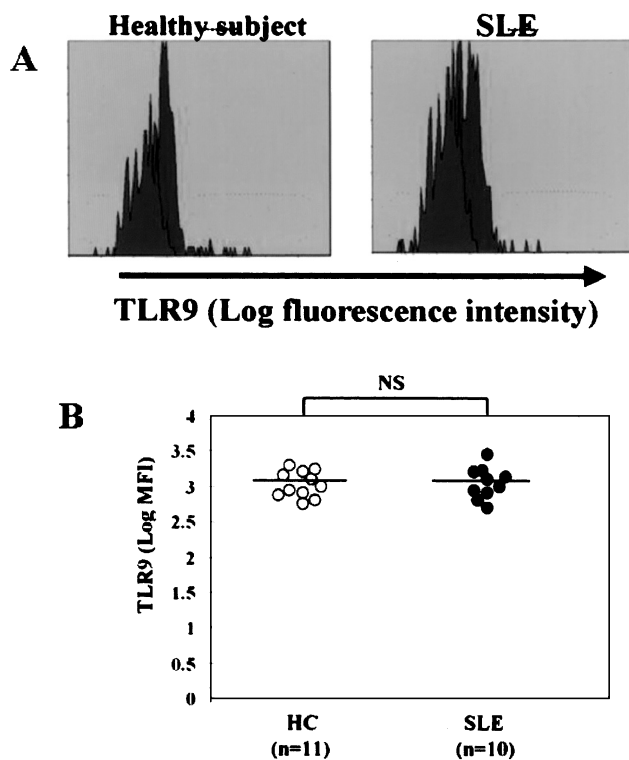 Healthy subject SLE
A
TLR9 (Log fluorescence intensity)
B
NS
4
3.5
3
2.5
2
1.5
1
0.5
0
TLR9 (Log MFI)
HC SLE
(n=11) (n=10)